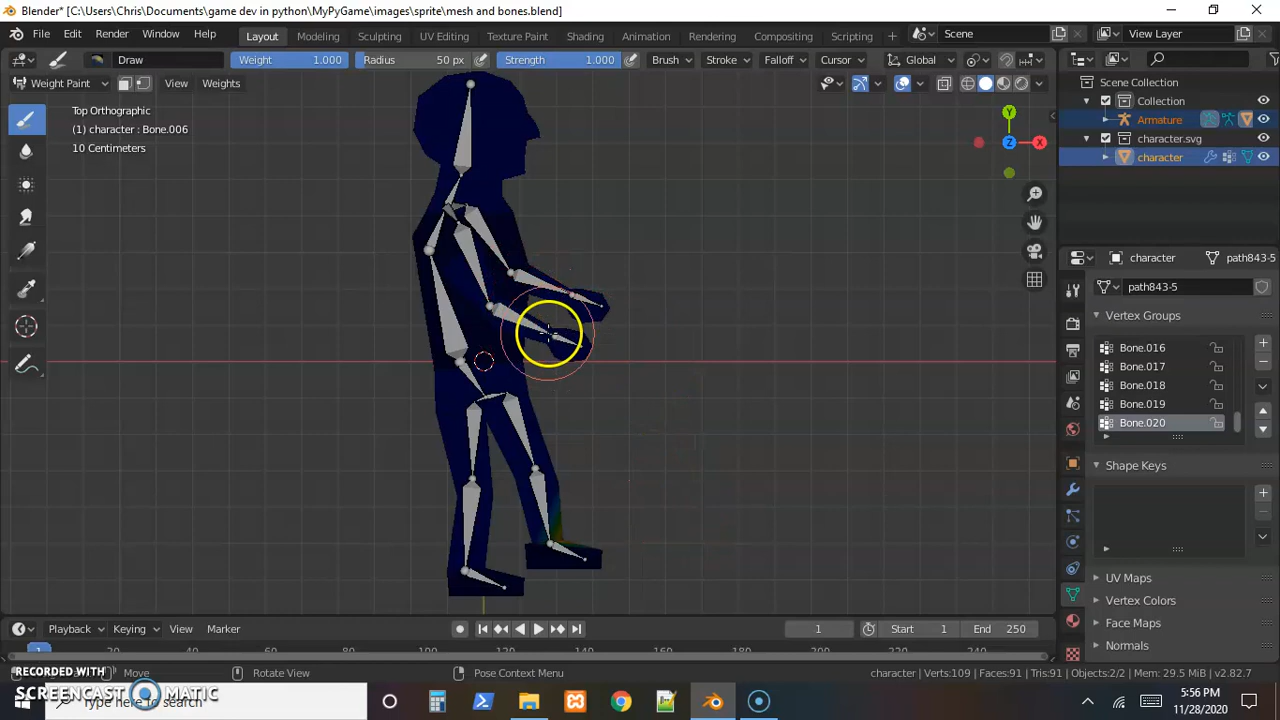 Blender* [C:\Users\Chris\Documents\game dev in python\MyPyGame\images\sprite\mesh and bones.blend]
File Edit Render Window Help Layout Modeling Sculpting UV Editing Texture Paint Shading Animation Rendering Compositing Scripting + Scene View Layer
Draw Weight 1.000 Radius 50 px Strength 1.000 Brush Stroke Falloff Cursor Global
Weight Paint View Weights
Top Orthographic
(1) character : Bone.006
10 Centimeters
Y
Z
X
Scene Collection
Collection
Armature
character.svg
character
character path843-5
path843-5
Vertex Groups
Bone.016
Bone.017
Bone.018
Bone.019
Bone.020
Shape Keys
UV Maps
Vertex Colors
Face Maps
Normals
Playback Keying View Marker 1 Start 1 End 250
1 100 120 140 160 180 200 220 240
Move Rotate View Pose Context Menu character | Verts:109 | Faces:91 | Tris:91 | Objects:2/2 | Mem: 29.5 MiB | v2.82.7
RECORDED WITH
SCREENCAST MATIC
Type here to search
5:56 PM
11/28/2020